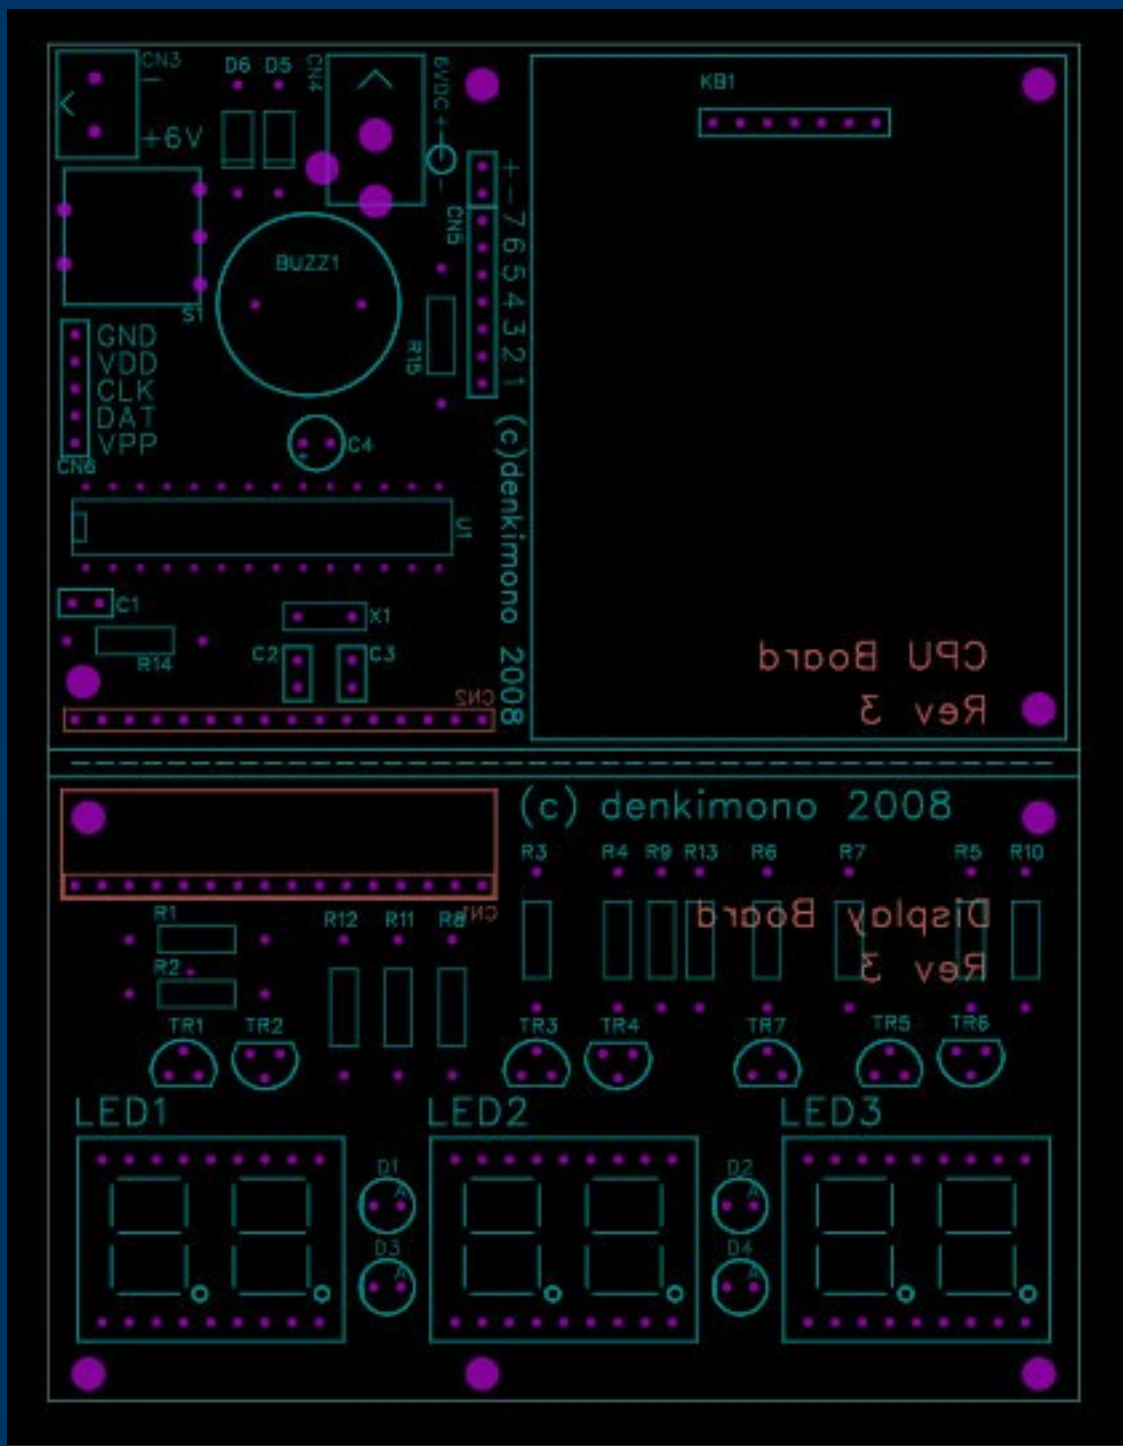 CN3
−
+6V
D6 D5
CN4
6VDC + −
KB1
+ − 7 6 5 4 3 2 1
CN5
BUZZ1
S1
R15
GND
VDD
CLK
DAT
VPP
CN6
C4
+
(c)denkimono 2008
U1
C1
X1
R14
C2
C3
CN2
CPU Board
Rev 3
(c) denkimono 2008
R3 R4 R9 R13 R6 R7 R5 R10
CN1
Display Board
Rev 3
R1
R2
R12 R11 R8
TR1 TR2 TR3 TR4 TR7 TR5 TR6
LED1 LED2 LED3
D1
A
D2
A
D3
A
D4
A